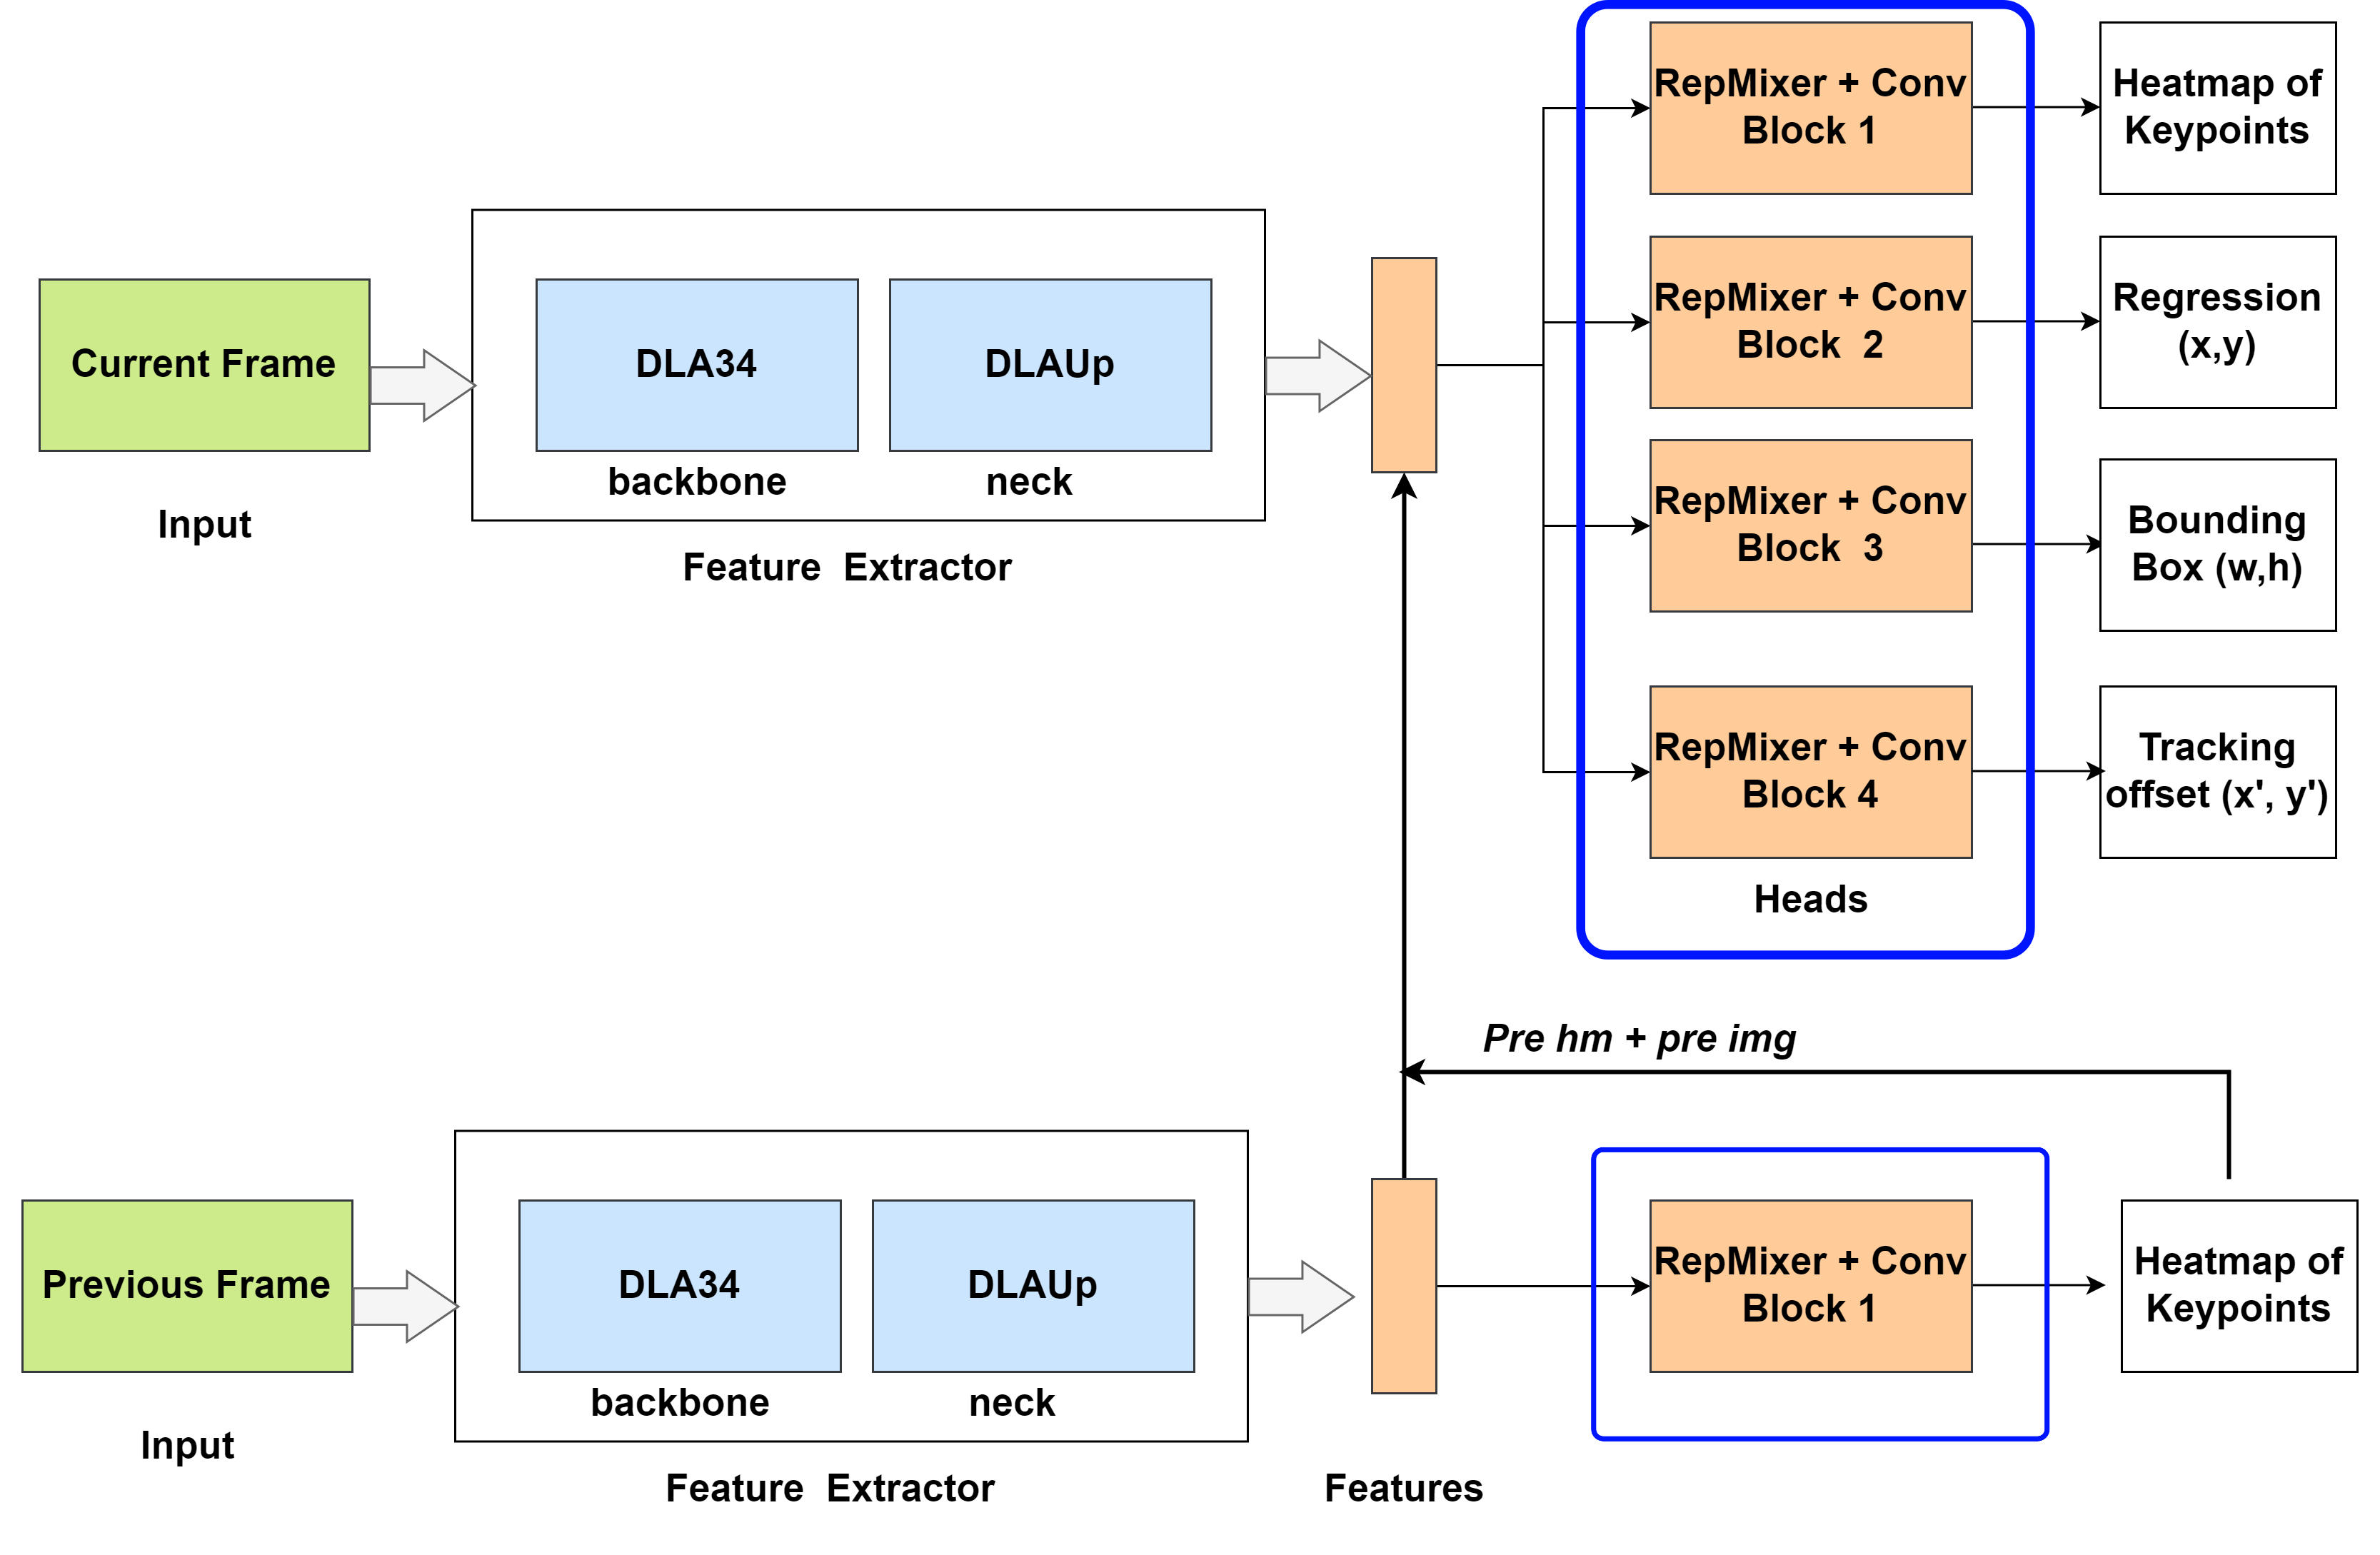 RepMixer + Conv
Block 1
Heatmap of
Keypoints
RepMixer + Conv
Block  2
Regression
(x,y)
Current Frame
DLA34
DLAUp
backbone
neck
Input
Feature  Extractor
RepMixer + Conv
Block  3
Bounding
Box (w,h)
RepMixer + Conv
Block 4
Tracking
offset (x', y')
Heads
Pre hm + pre img
Previous Frame
DLA34
DLAUp
backbone
neck
Input
Feature  Extractor
Features
RepMixer + Conv
Block 1
Heatmap of
Keypoints